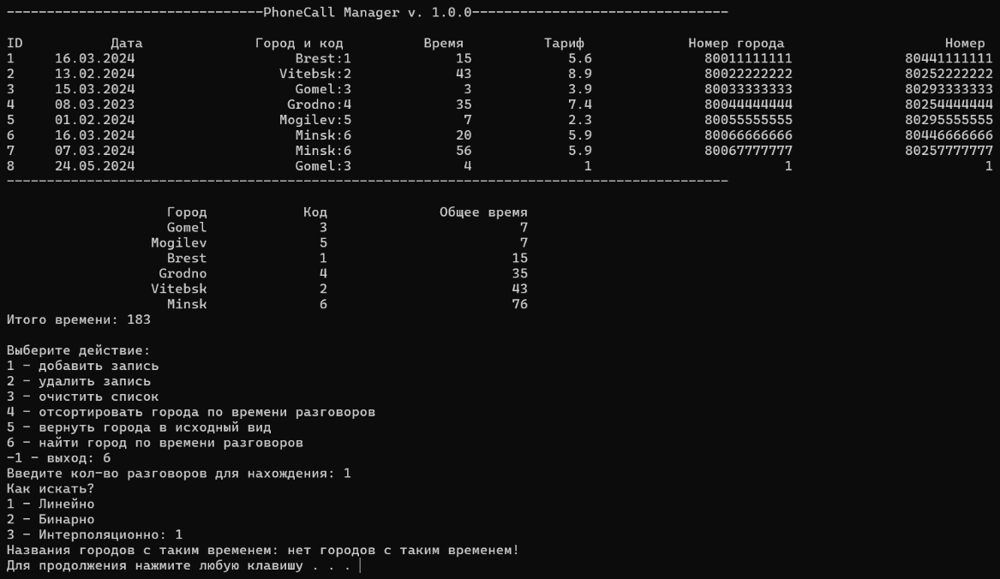 --------------------------------PhoneCall Manager v. 1.0.0--------------------------------
ID Дата Город и код Время Тариф Номер города Номер
1 16.03.2024 Brest:1 15 5.6 80011111111 80441111111
2 13.02.2024 Vitebsk:2 43 8.9 80022222222 80252222222
3 15.03.2024 Gomel:3 3 3.9 80033333333 80293333333
4 08.03.2023 Grodno:4 35 7.4 80044444444 80254444444
5 01.02.2024 Mogilev:5 7 2.3 80055555555 80295555555
6 16.03.2024 Minsk:6 20 5.9 80066666666 80446666666
7 07.03.2024 Minsk:6 56 5.9 80067777777 80257777777
8 24.05.2024 Gomel:3 4 1 1 1
------------------------------------------------------------------------------------------
Город Код Общее время
Gomel 3 7
Mogilev 5 7
Brest 1 15
Grodno 4 35
Vitebsk 2 43
Minsk 6 76
Итого времени: 183
Выберите действие:
1 - добавить запись
2 - удалить запись
3 - очистить список
4 - отсортировать города по времени разговоров
5 - вернуть города в исходный вид
6 - найти город по времени разговоров
-1 - выход: 6
Введите кол-во разговоров для нахождения: 1
Как искать?
1 - Линейно
2 - Бинарно
3 - Интерполяционно: 1
Названия городов с таким временем: нет городов с таким временем!
Для продолжения нажмите любую клавишу . . .